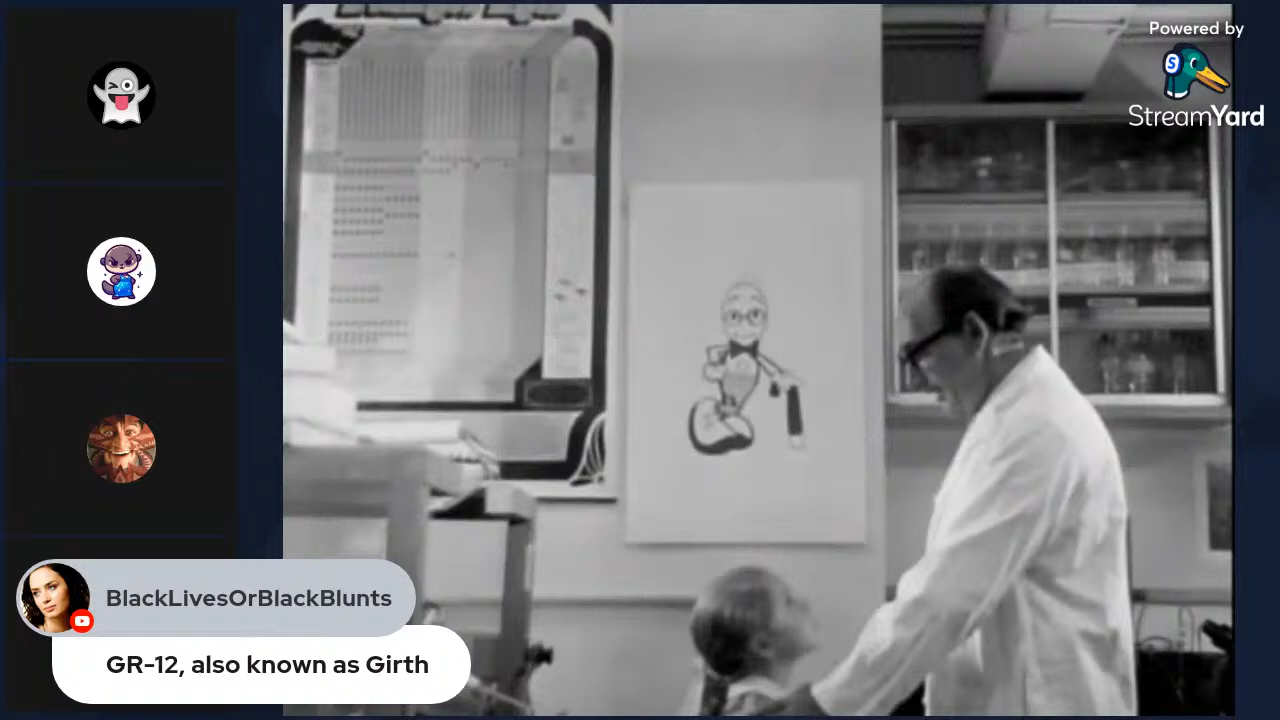 Powered by
S
StreamYard
BlackLivesOrBlackBlunts
GR-12, also known as Girth